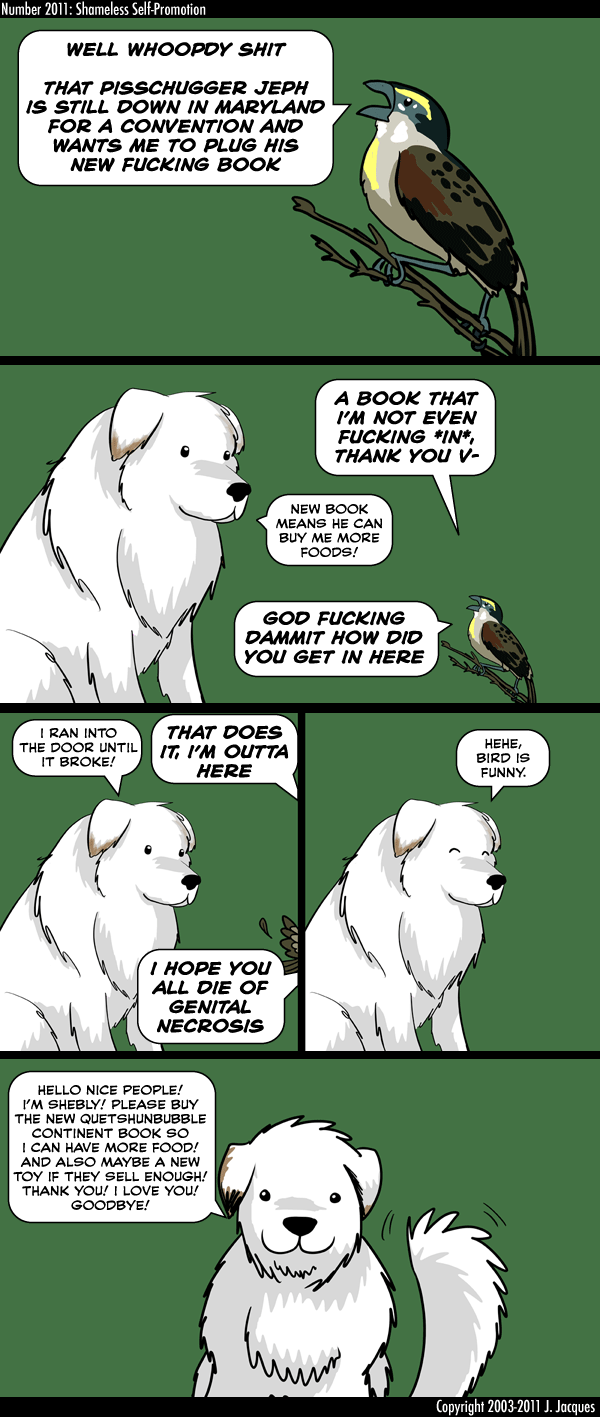 Number 2011: Shameless Self-Promotion
WELL WHOOPDY SHIT
THAT PISSCHUGGER JEPH
IS STILL DOWN IN MARYLAND
FOR A CONVENTION AND
WANTS ME TO PLUG HIS
NEW FUCKING BOOK
A BOOK THAT
I'M NOT EVEN
FUCKING *IN*,
THANK YOU V-
NEW BOOK
MEANS HE CAN
BUY ME MORE
FOODS!
GOD FUCKING
DAMMIT HOW DID
YOU GET IN HERE
I RAN INTO
THE DOOR UNTIL
IT BROKE!
THAT DOES
IT, I'M OUTTA
HERE
I HOPE YOU
ALL DIE OF
GENITAL
NECROSIS
HEHE,
BIRD IS
FUNNY.
HELLO NICE PEOPLE!
I'M SHEBLY! PLEASE BUY
THE NEW QUETSHUNBUBBLE
CONTINENT BOOK SO
I CAN HAVE MORE FOOD!
AND ALSO MAYBE A NEW
TOY IF THEY SELL ENOUGH!
THANK YOU! I LOVE YOU!
GOODBYE!
Copyright 2003-2011 J. Jacques